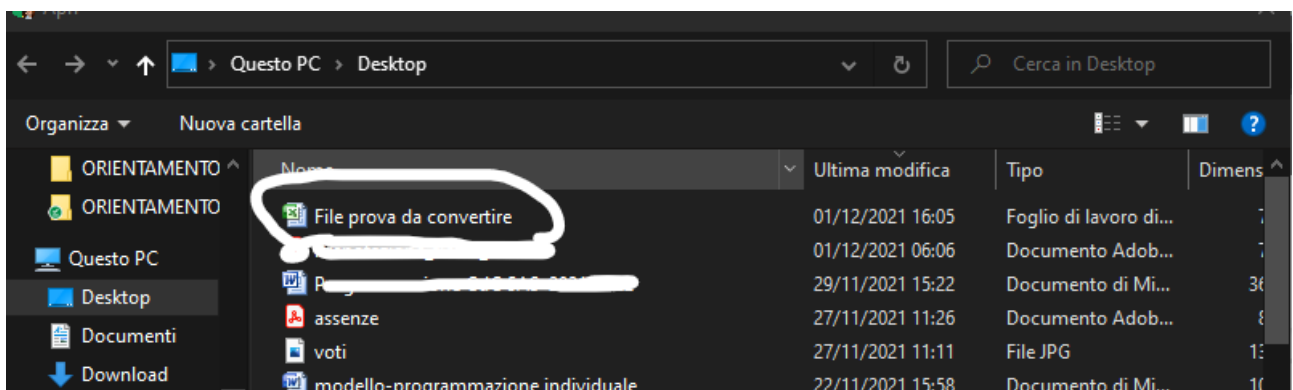 Apri
Questo PC > Desktop
Cerca in Desktop
Organizza
Nuova cartella
ORIENTAMENTO
ORIENTAMENTO
Questo PC
Desktop
Documenti
Download
Nome
Ultima modifica
Tipo
Dimens
File prova da convertire
01/12/2021 16:05
Foglio di lavoro di...
01/12/2021 06:06
Documento Adob...
29/11/2021 15:22
Documento di Mi...
assenze
27/11/2021 11:26
Documento Adob...
voti
27/11/2021 11:11
File JPG
modello-programmazione individuale
22/11/2021 15:58
Documento di Mi...